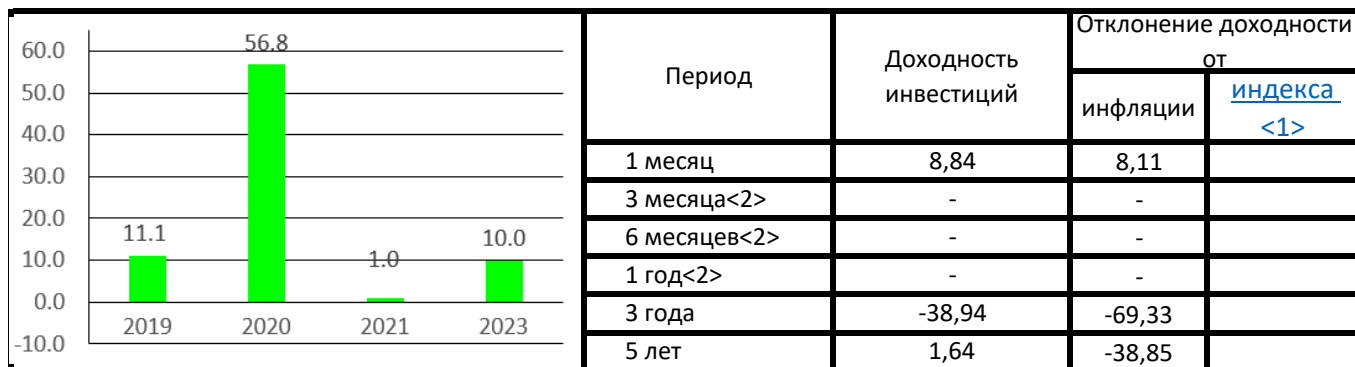 60.0
50.0
40.0
30.0
20.0
10.0
0.0
-10.0
11.1
56.8
1.0
10.0
2019 2020 2021 2023
Период Доходность инвестиций Отклонение доходности от
инфляции индекса <1>
1 месяц 8,84 8,11
3 месяца<2> - -
6 месяцев<2> - -
1 год<2> - -
3 года -38,94 -69,33
5 лет 1,64 -38,85